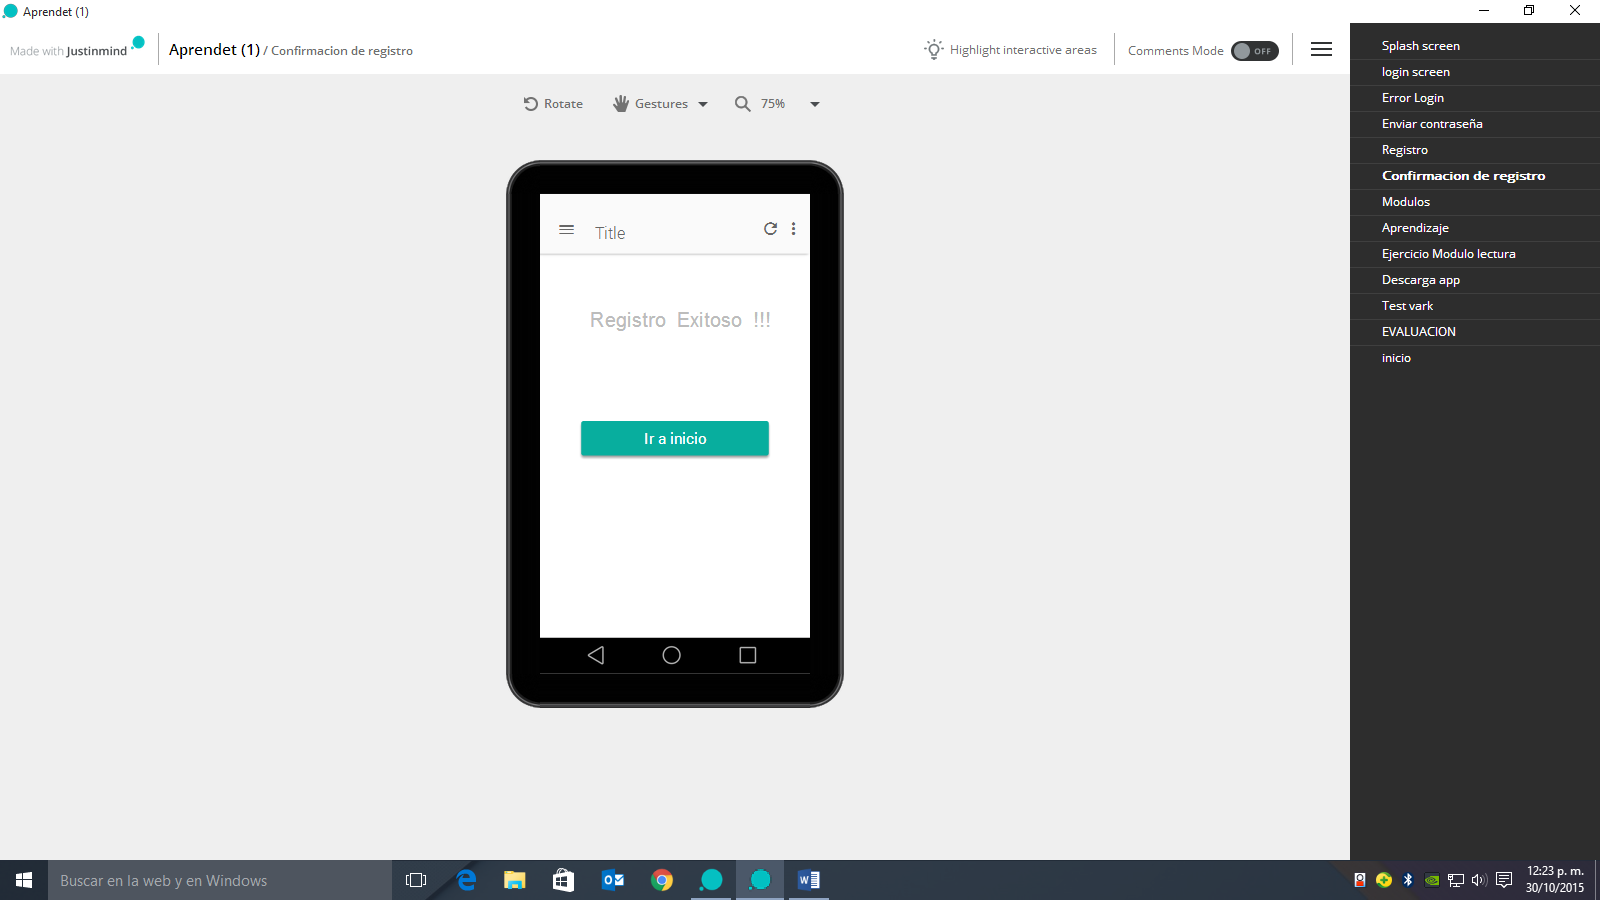 Aprendet (1)
Made with Justinmind
Aprendet (1) / Confirmacion de registro
Highlight interactive areas
Comments Mode OFF
Rotate
Gestures
75%
Title
Registro Exitoso !!!
Ir a inicio
Splash screen
login screen
Error Login
Enviar contraseña
Registro
Confirmacion de registro
Modulos
Aprendizaje
Ejercicio Modulo lectura
Descarga app
Test vark
EVALUACION
inicio
Buscar en la web y en Windows
12:23 p. m.
30/10/2015